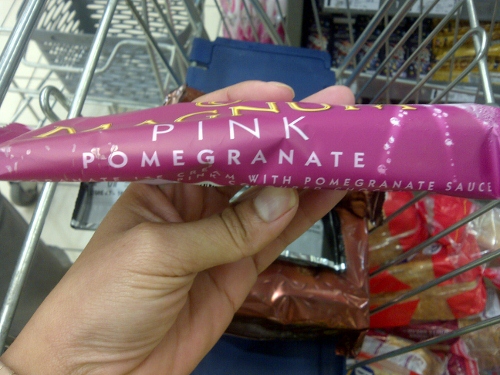 MAGNUM
PINK
POMEGRANATE
WITH POMEGRANATE SAUCE